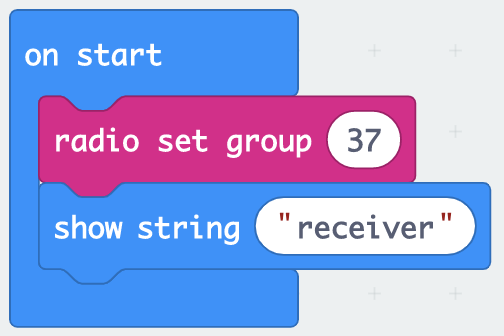 on start
radio set group 37
show string "receiver"